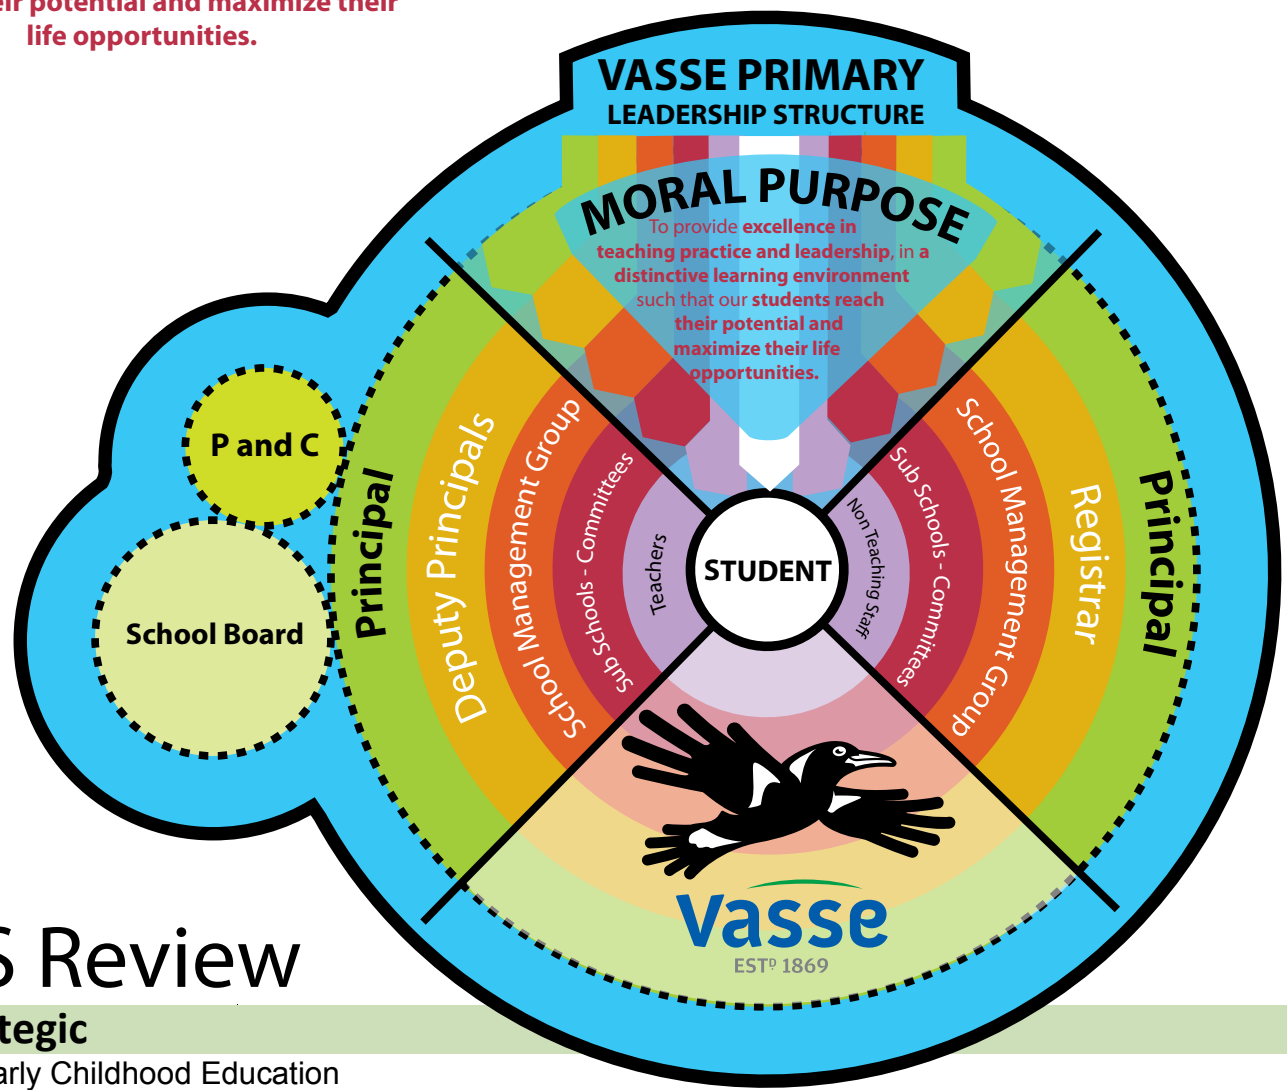 their potential and maximize their
life opportunities.
VASSE PRIMARY
LEADERSHIP STRUCTURE
MORAL PURPOSE
To provide excellence in
teaching practice and leadership, in a
distinctive learning environment
such that our students reach
their potential and
maximize their life
opportunities.
P and C
School Board
Principal
Deputy Principals
School Management Group
Sub Schools - Committees
Teachers
STUDENT
Non Teaching Staff
Sub Schools - Committees
School Management Group
Registrar
Principal
Vasse
ESTD 1869
S Review
tegic
arly Childhood Education